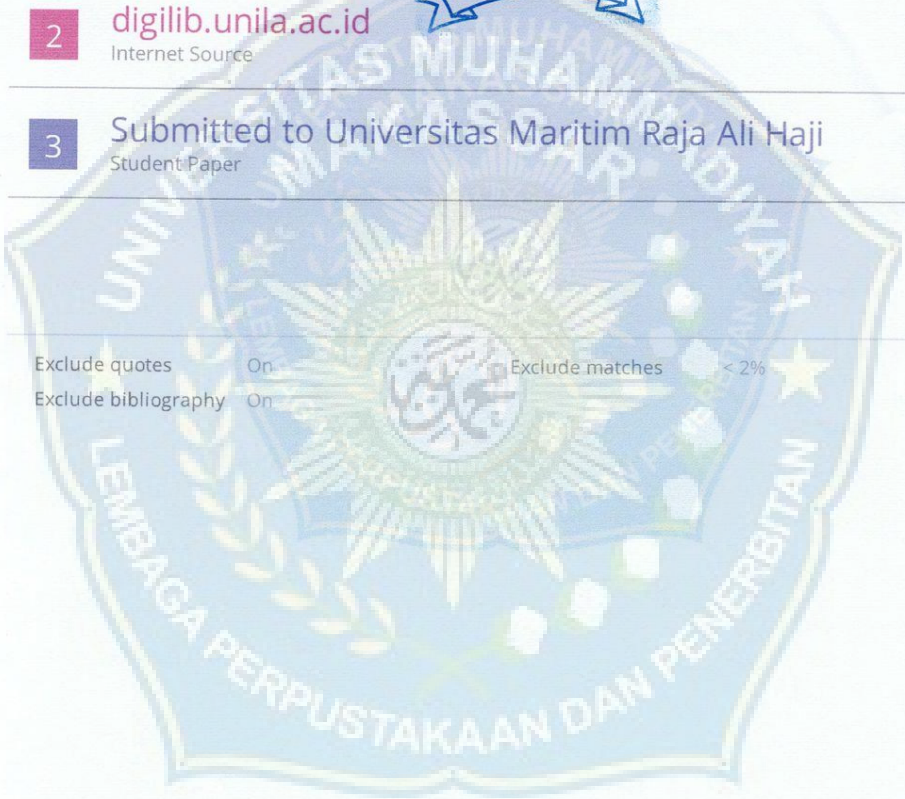 2 digilib.unila.ac.id
Internet Source
3 Submitted to Universitas Maritim Raja Ali Haji
Student Paper
Exclude quotes On
Exclude matches < 2%
Exclude bibliography On
UNIVERSITAS MUHAMMADIYAH
MAKASSAR
LEMBAGA PERPUSTAKAAN DAN PENERBITAN